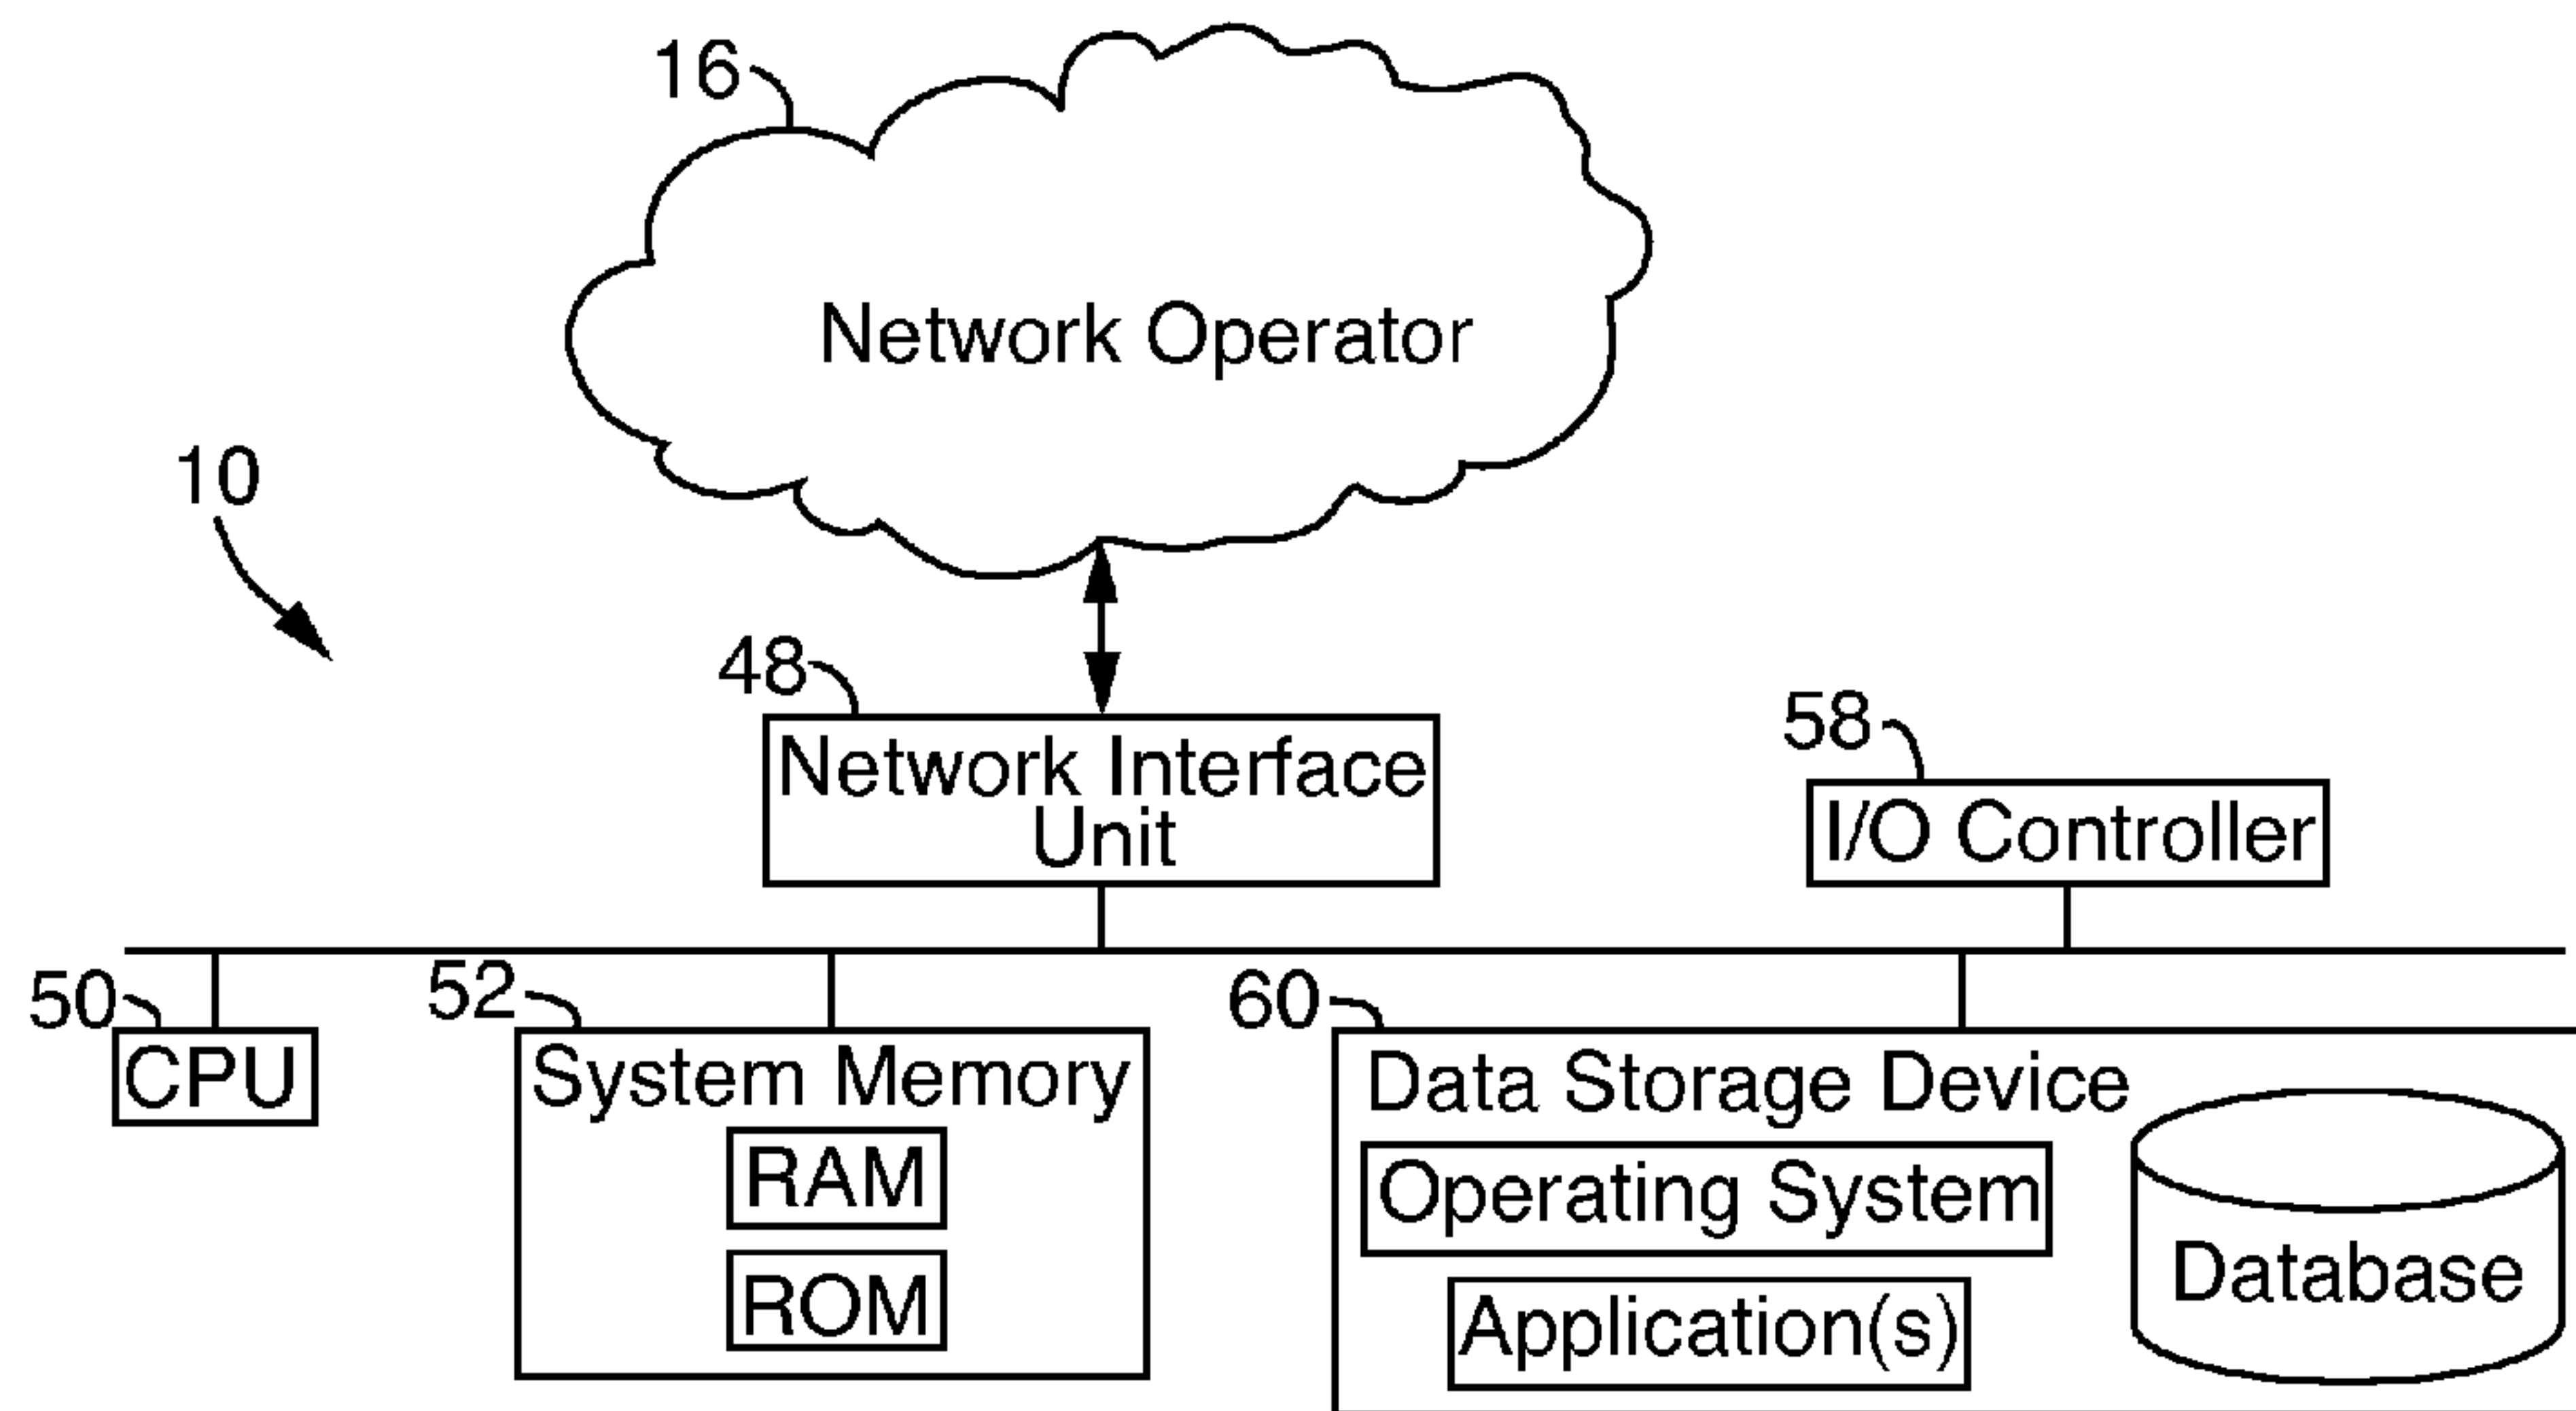 16
Network Operator
10
48
Network Interface
Unit
58
I/O Controller
50
CPU
52
System Memory
RAM
ROM
60
Data Storage Device
Operating System
Application(s)
Database